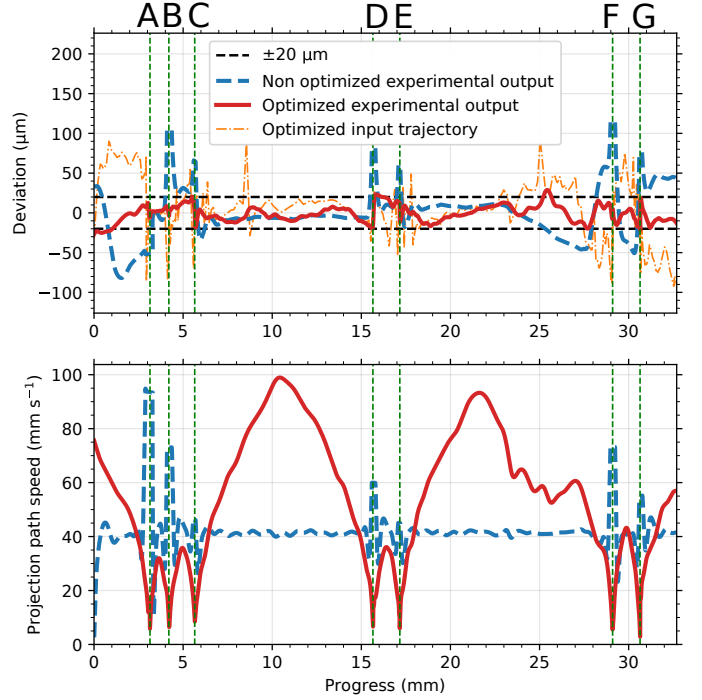 A B C D E F G
200
150
100
50
0
−50
−100
Deviation (µm)
±20 µm
Non optimized experimental output
Optimized experimental output
Optimized input trajectory
0 5 10 15 20 25 30
100
80
60
40
20
0
Projection path speed (mm s⁻¹)
0 5 10 15 20 25 30
Progress (mm)